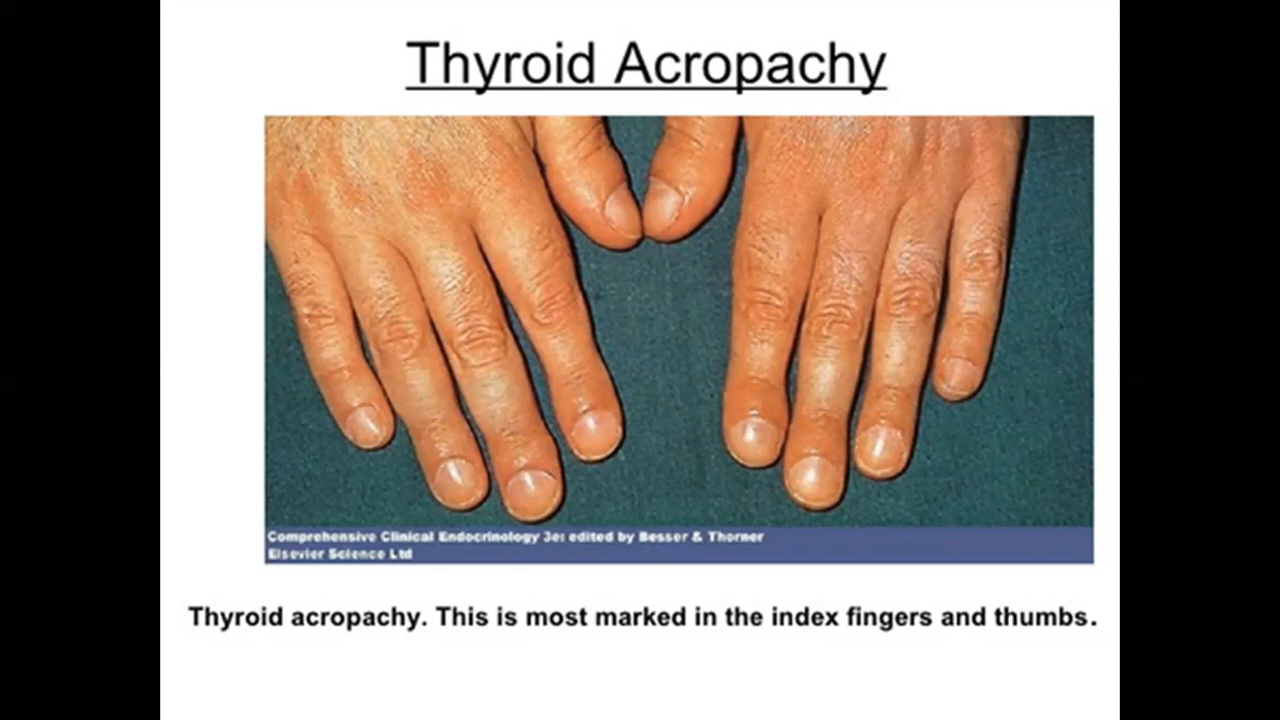 Thyroid Acropachy
Comprehensive Clinical Endocrinology 3e: edited by Besser & Thorner
Elsevier Science Ltd
Thyroid acropachy. This is most marked in the index fingers and thumbs.